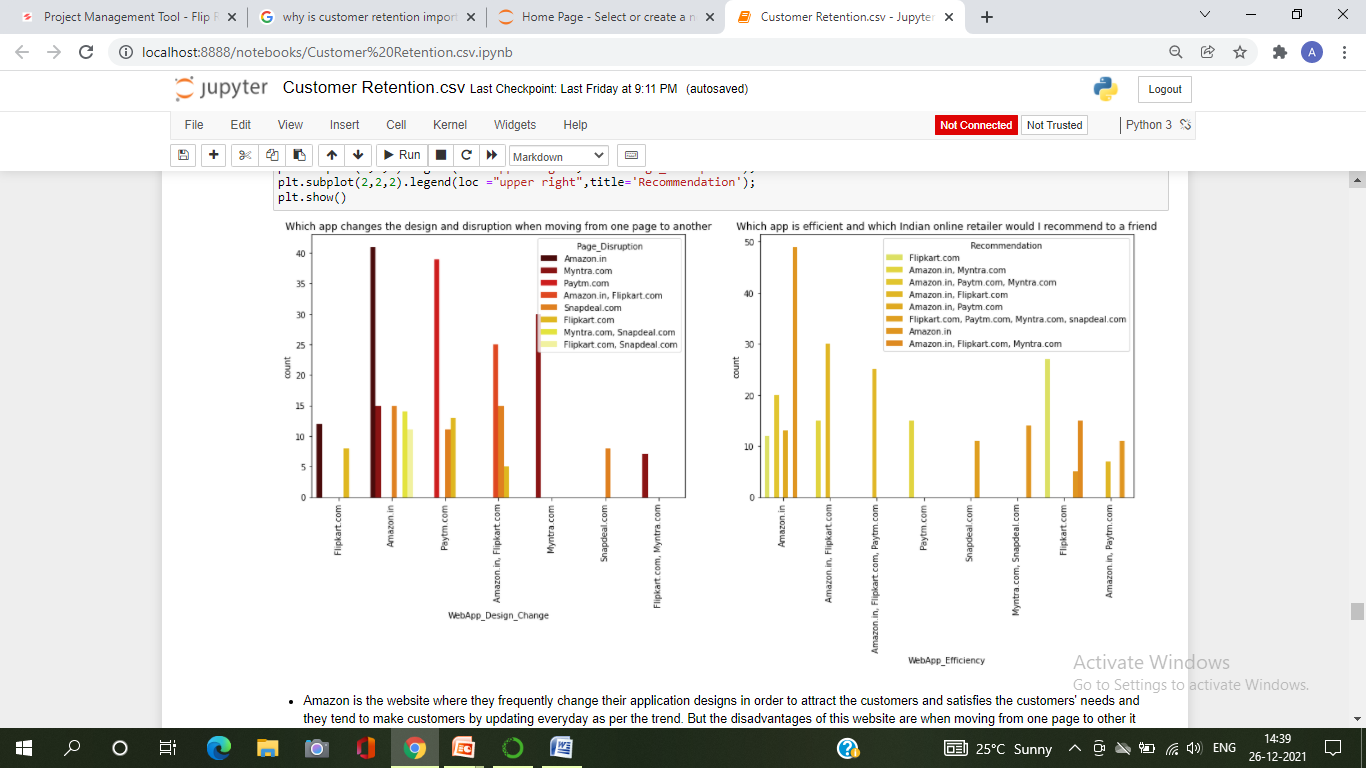 Project Management Tool - Flip R
why is customer retention import
Home Page - Select or create a n
Customer Retention.csv - Jupyter
localhost:8888/notebooks/Customer%20Retention.csv.ipynb
A
jupyter Customer Retention.csv Last Checkpoint: Last Friday at 9:11 PM (autosaved)
Logout
File Edit View Insert Cell Kernel Widgets Help
Not Connected Not Trusted Python 3
Run Markdown
plt.subplot(2,2,2).legend(loc ="upper right",title='Recommendation');
plt.show()
Which app changes the design and disruption when moving from one page to another
Page_Disruption
Amazon.in
Myntra.com
Paytm.com
Amazon.in, Flipkart.com
Snapdeal.com
Flipkart.com
Myntra.com, Snapdeal.com
Flipkart.com, Snapdeal.com
40
35
30
25
20
15
10
5
0
count
Flipkart.com
Amazon.in
Paytm.com
Amazon.in, Flipkart.com
Myntra.com
Snapdeal.com
Flipkart.com, Myntra.com
WebApp_Design_Change
Which app is efficient and which Indian online retailer would I recommend to a friend
Recommendation
Flipkart.com
Amazon.in, Myntra.com
Amazon.in, Paytm.com, Myntra.com
Amazon.in, Flipkart.com
Amazon.in, Paytm.com
Flipkart.com, Paytm.com, Myntra.com, snapdeal.com
Amazon.in
Amazon.in, Flipkart.com, Myntra.com
50
40
30
20
10
0
count
Amazon.in
Amazon.in, Flipkart.com
Amazon.in, Flipkart.com, Paytm.com
Paytm.com
Snapdeal.com
Myntra.com, Snapdeal.com
Flipkart.com
Amazon.in, Paytm.com
WebApp_Efficiency
Activate Windows
Go to Settings to activate Windows.
• Amazon is the website where they frequently change their application designs in order to attract the customers and satisfies the customers' needs and
they tend to make customers by updating everyday as per the trend. But the disadvantages of this website are when moving from one page to other it
25°C Sunny
ENG
14:39
26-12-2021